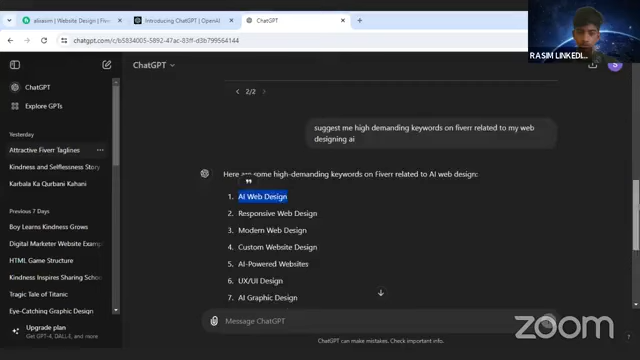 aliaasim | Website Design | Fiverr
Introducing ChatGPT | OpenAI
ChatGPT
chatgpt.com/c/b5834005-5892-47ac-83ff-d3b799564144
RASIM LINKEDL...
ChatGPT
ChatGPT
S
Explore GPTs
2/2
Yesterday
Attractive Fiverr Taglines
Kindness and Selflessness Story
Karbala Ka Qurbani Kahani
Previous 7 Days
Boy Learns Kindness Grows
Digital Marketer Website Examp
HTML Game Structure
Kindness Inspires Sharing Schoo
Tragic Tale of Titanic
Eye-Catching Graphic Design
Upgrade plan
Get GPT-4, DALL·E, and more
suggest me high demanding keywords on fiverr related to my web
designing ai
Here are some high-demanding keywords on Fiverr related to AI web design:
1. AI Web Design
2. Responsive Web Design
3. Modern Web Design
4. Custom Website Design
5. AI-Powered Websites
6. UX/UI Design
7. AI Graphic Design
Message ChatGPT
ChatGPT can make mistakes. Check important info.
?
zoom